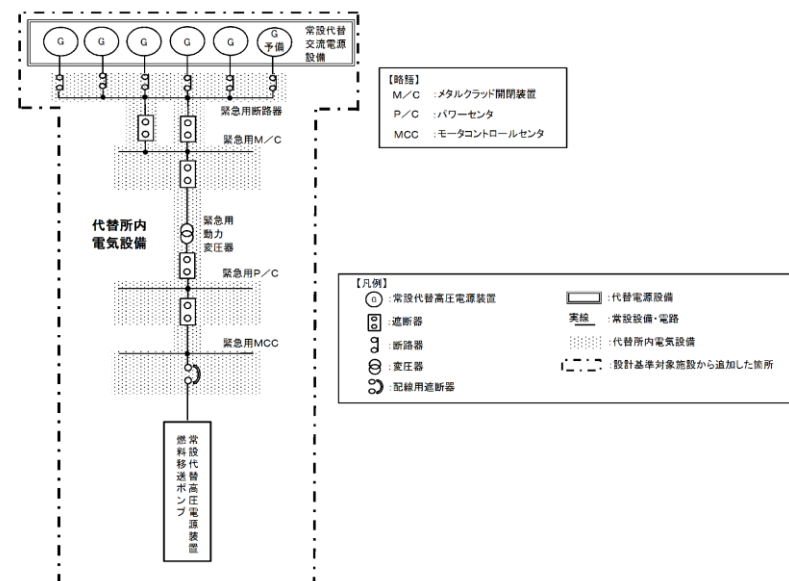 G G G G G G
予備
常設代替
交流電源
設備
緊急用断路器
緊急用M/C
代替所内
電気設備
緊急用
動力
変圧器
緊急用P/C
緊急用MCC
常設代替高圧電源装置
燃料移送ポンプ
【略語】
M/C :メタルクラッド開閉装置
P/C :パワーセンタ
MCC :モータコントロールセンタ
【凡例】
G :常設代替高圧電源装置
:遮断器
:断路器
:変圧器
:配線用遮断器
:代替電源設備
実線 :常設設備・電路
:代替所内電気設備
:設計基準対象施設から追加した箇所